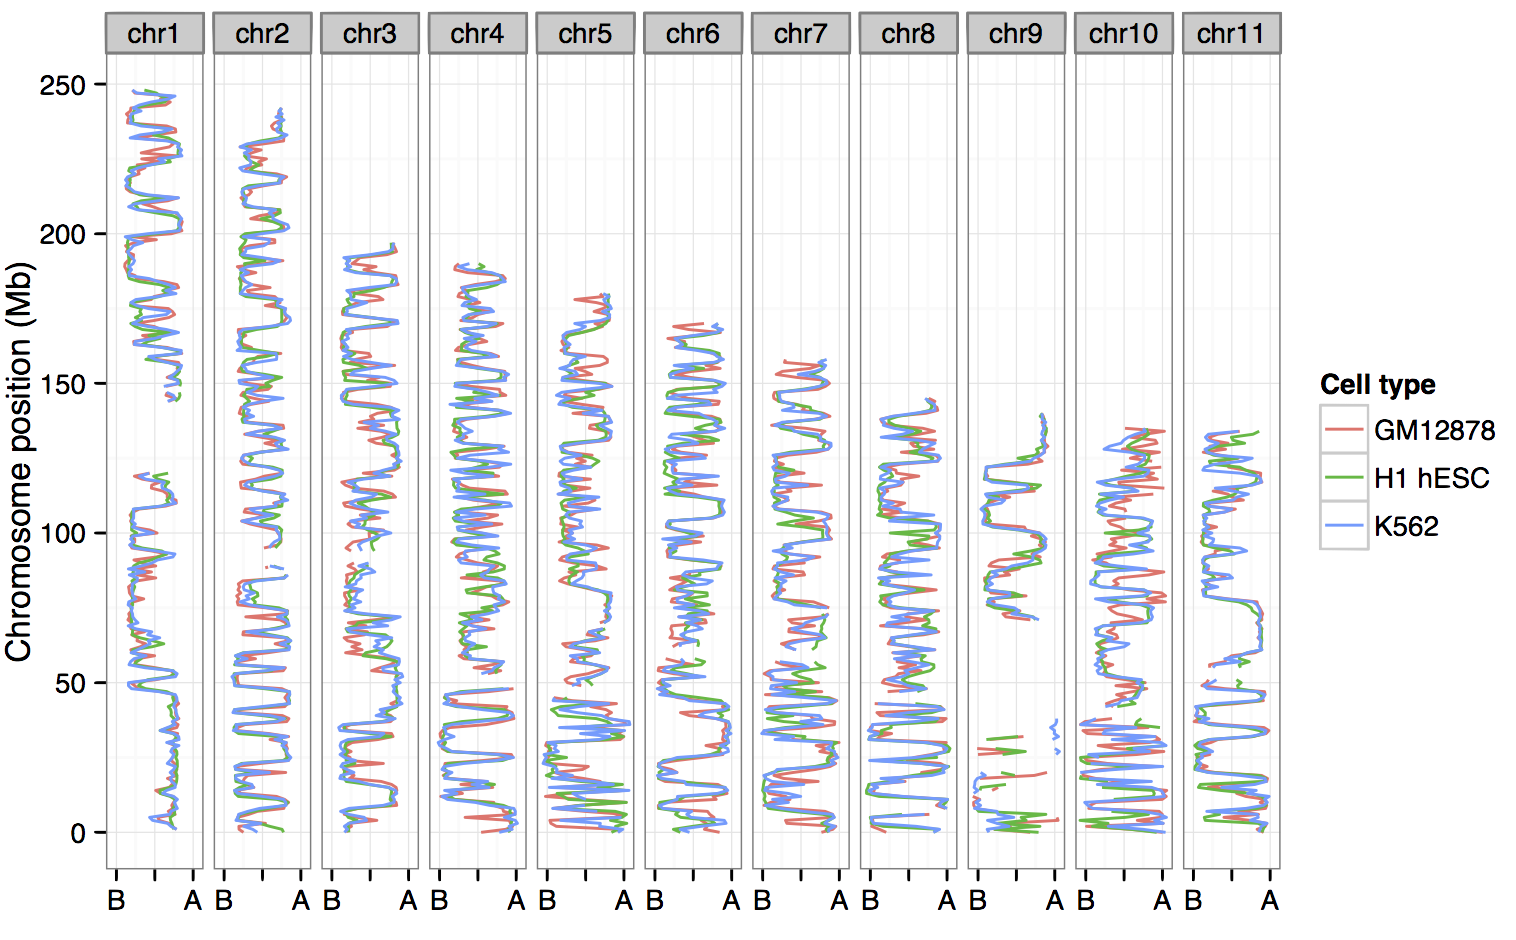 chr1 chr2 chr3 chr4 chr5 chr6 chr7 chr8 chr9 chr10 chr11
Chromosome position (Mb)
250
200
150
100
50
0
B A B A B A B A B A B A B A B A B A B A B A
Cell type
GM12878
H1 hESC
K562